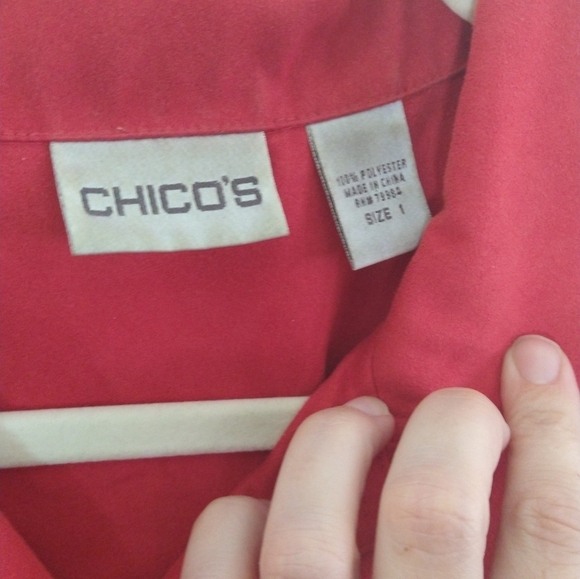 CHICO'S
100% POLYESTER
MADE IN CHINA
RN# 79984
SIZE 1